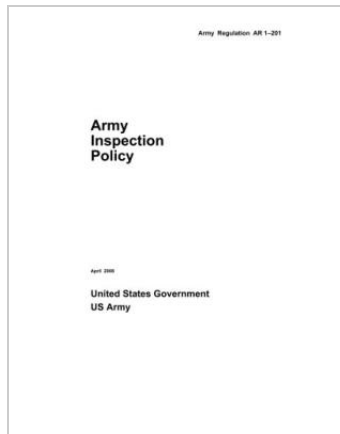 Army Regulation AR 1–201
Army
Inspection
Policy
April
United States Government
US Army